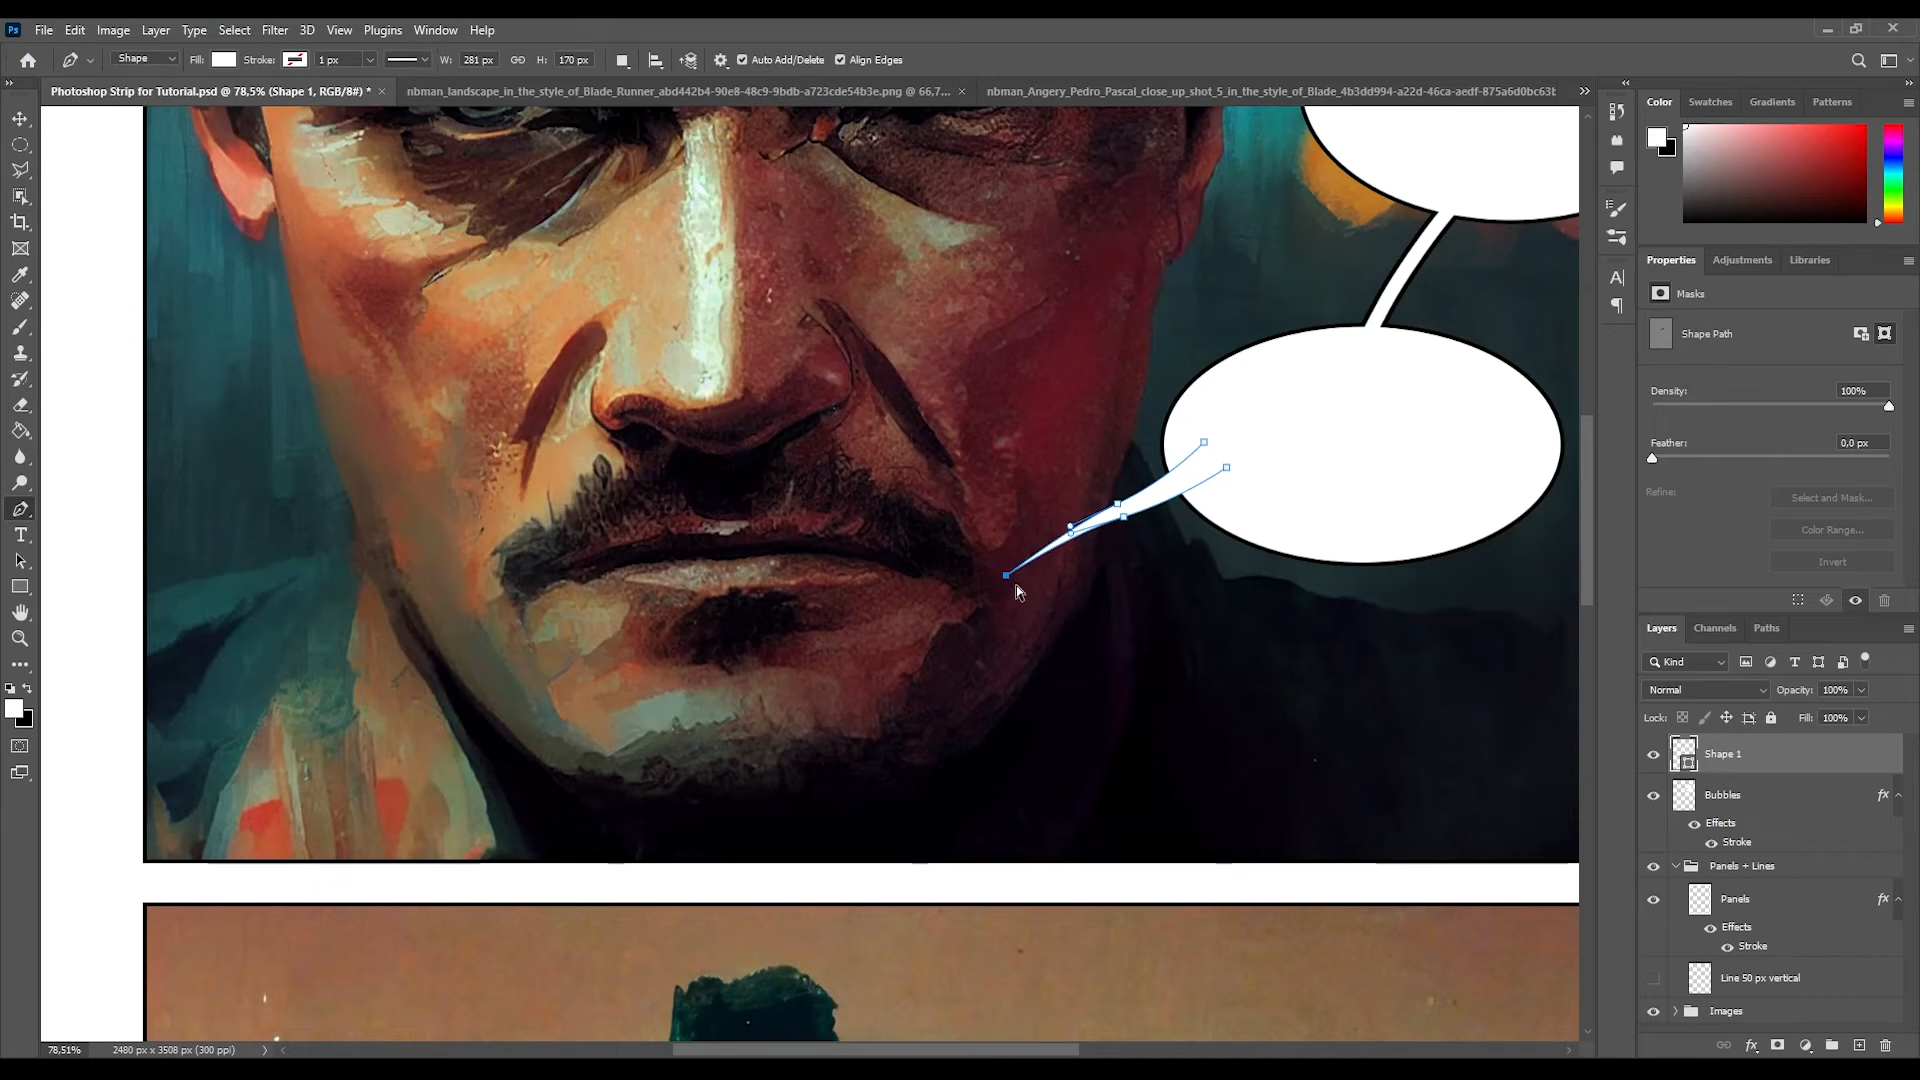 Ps File Edit Image Layer Type Select Filter 3D View Plugins Window Help
Shape Fill: Stroke: 1 px W: 281 px H: 170 px Auto Add/Delete Align Edges
Photoshop Strip for Tutorial.psd @ 78,5% (Shape 1, RGB/8#) * × nbman_landscape_in_the_style_of_Blade_Runner_abd442b4-90e8-48c9-9bdb-a723cde54b3e.png @ 66,7... × nbman_Angery_Pedro_Pascal_close_up_shot_5_in_the_style_of_Blade_4b3dd994-a22d-46ca-aedf-875a6d0bc63b
Color Swatches Gradients Patterns
Properties Adjustments Libraries
Masks
Shape Path
Density: 100%
Feather: 0,0 px
Refine: Select and Mask...
Color Range...
Invert
Layers Channels Paths
Kind
Normal Opacity: 100%
Lock: Fill: 100%
Shape 1
Bubbles fx
Effects
Stroke
Panels + Lines
Panels fx
Effects
Stroke
Line 50 px vertical
Images
78,51% 2480 px x 3508 px (300 ppi)